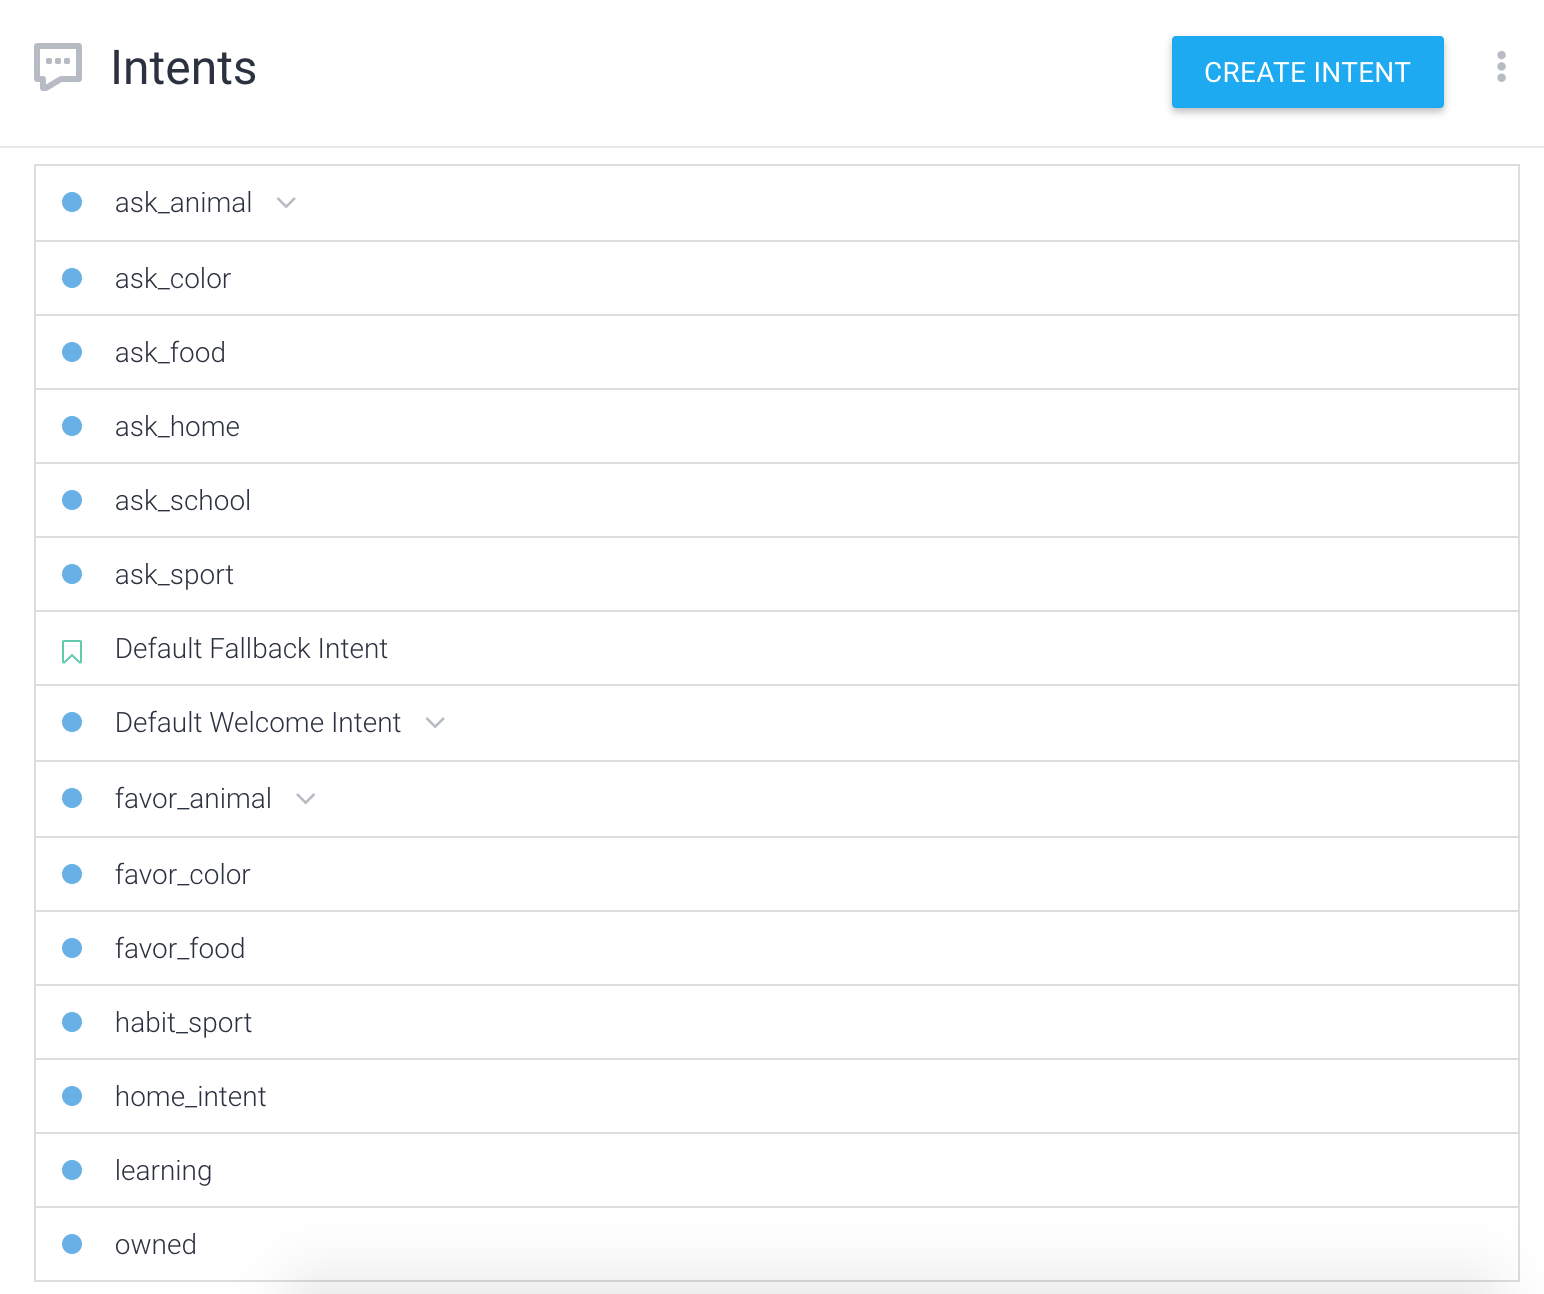 Intents
CREATE INTENT
ask_animal
ask_color
ask_food
ask_home
ask_school
ask_sport
Default Fallback Intent
Default Welcome Intent
favor_animal
favor_color
favor_food
habit_sport
home_intent
learning
owned